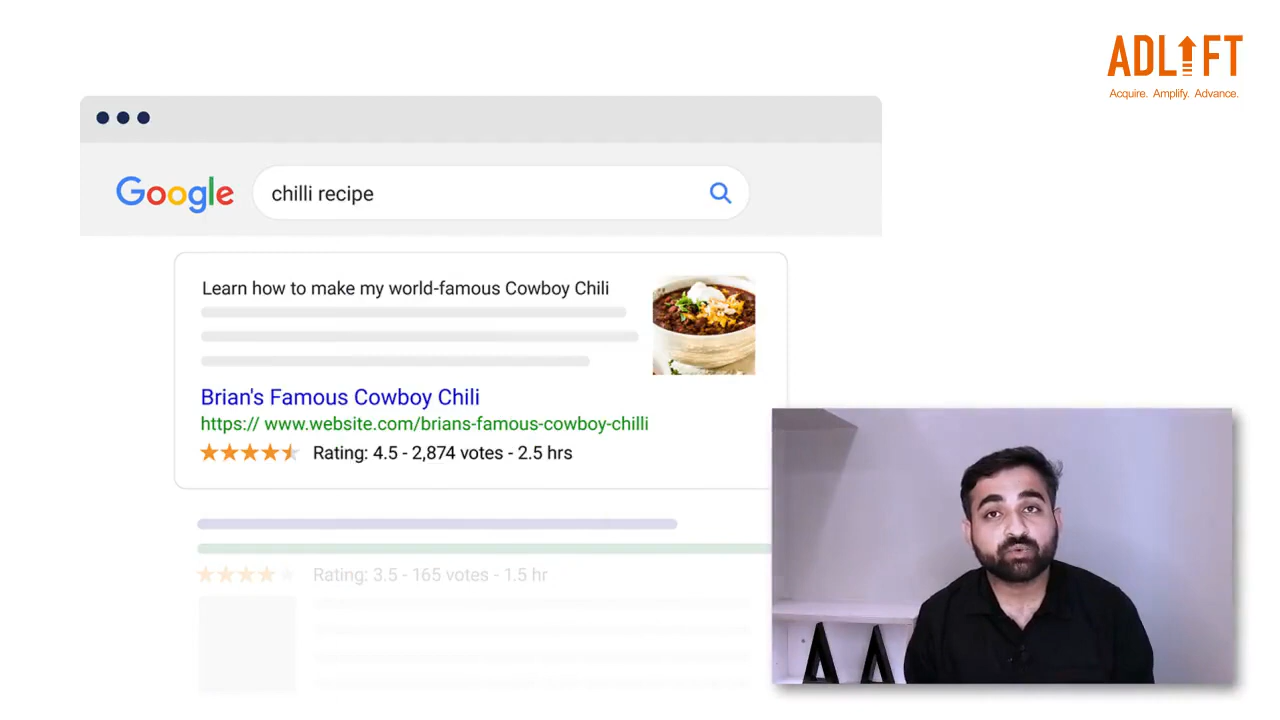 ADLIFT
Acquire. Amplify. Advance.
Google
chilli recipe
Learn how to make my world-famous Cowboy Chili
Brian's Famous Cowboy Chili
https:// www.website.com/brians-famous-cowboy-chilli
Rating: 4.5 - 2,874 votes - 2.5 hrs
Rating: 3.5 - 165 votes - 1.5 hr